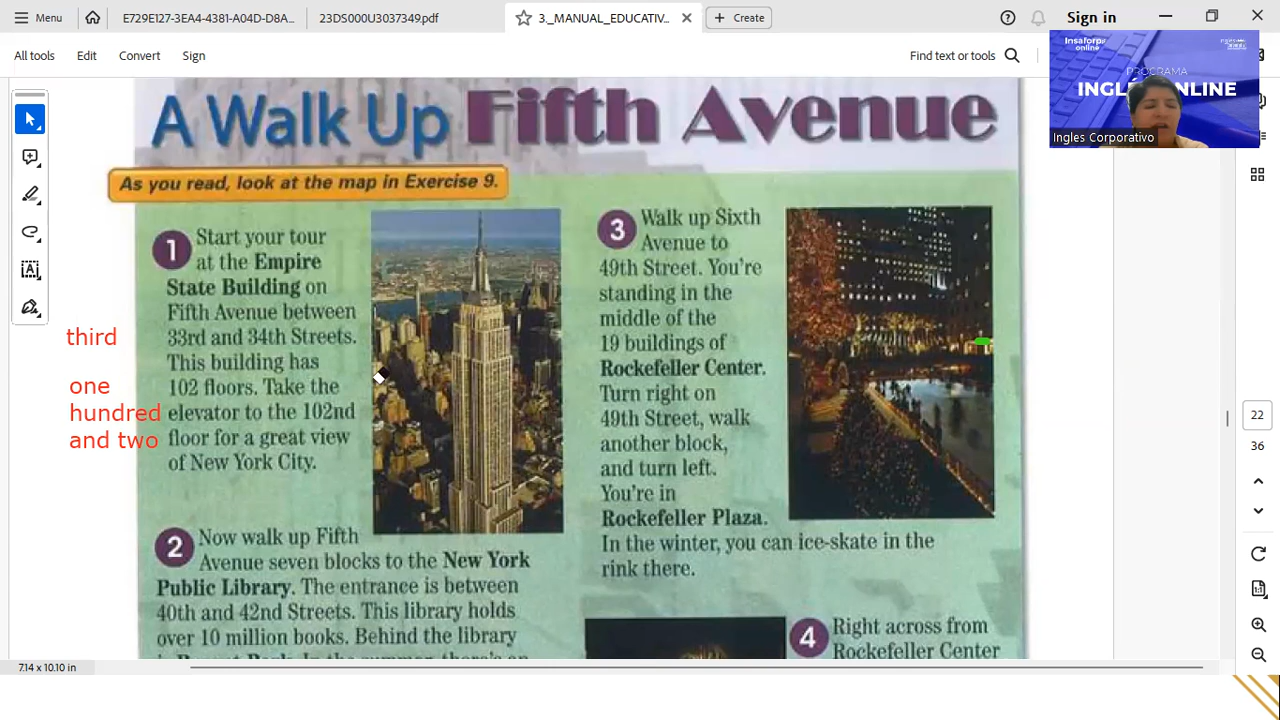 Menu
E729E127-3EA4-4381-A04D-D8A...
23DS000U3037349.pdf
3._MANUAL_EDUCATIV...
Create
Sign in
All tools
Edit
Convert
Sign
Find text or tools
Insaforp
online
PROGRAMA
INGLÉS ONLINE
Ingles Corporativo
A Walk Up Fifth Avenue
As you read, look at the map in Exercise 9.
1 Start your tour
at the Empire
State Building on
Fifth Avenue between
33rd and 34th Streets.
This building has
102 floors. Take the
elevator to the 102nd
floor for a great view
of New York City.
third
one
hundred
and two
2 Now walk up Fifth
Avenue seven blocks to the New York
Public Library. The entrance is between
40th and 42nd Streets. This library holds
over 10 million books. Behind the library
3 Walk up Sixth
Avenue to
49th Street. You're
standing in the
middle of the
19 buildings of
Rockefeller Center.
Turn right on
49th Street, walk
another block,
and turn left.
You're in
Rockefeller Plaza.
In the winter, you can ice-skate in the
rink there.
4 Right across from
Rockefeller Center
22
36
7.14 x 10.10 in